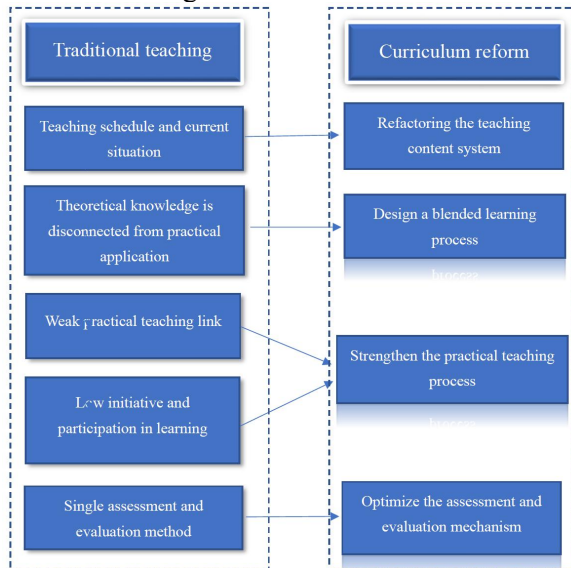 Traditional teaching
Curriculum reform
Teaching schedule and current
situation
Refactoring the teaching
content system
Theoretical knowledge is
disconnected from practical
application
Design a blended learning
process
Weak practical teaching link
Strengthen the practical teaching
process
Low initiative and
participation in learning
Single assessment and
evaluation method
Optimize the assessment and
evaluation mechanism